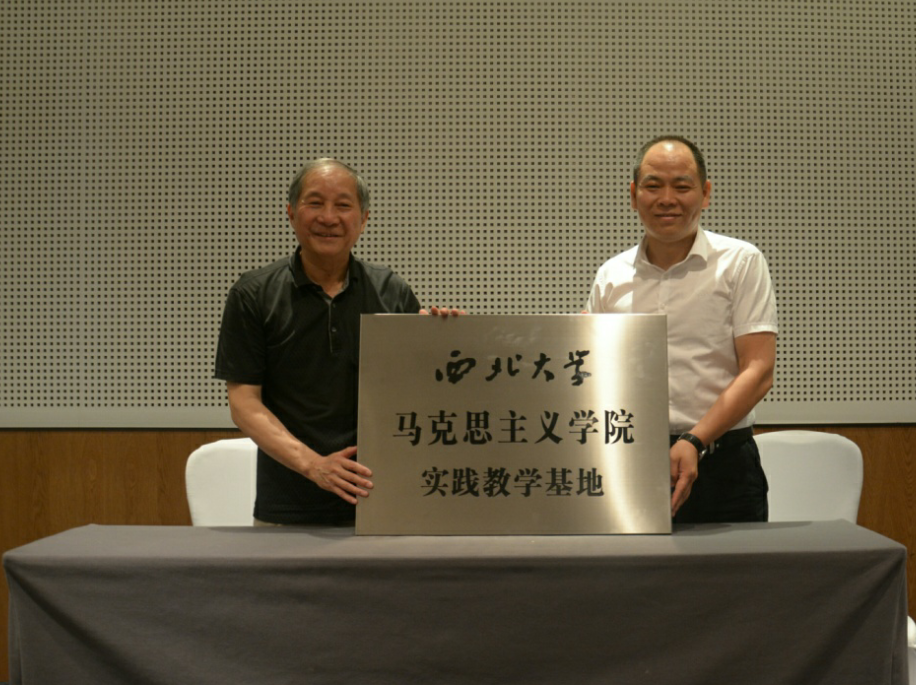 西北大学
马克思主义学院
实践教学基地